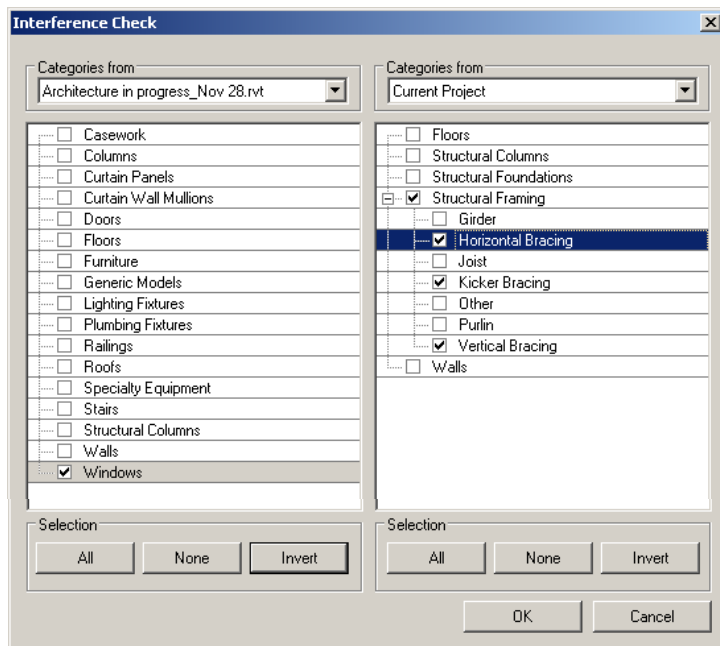 Interference Check
Categories from
Architecture in progress_Nov 28.rvt
Casework
Columns
Curtain Panels
Curtain Wall Mullions
Doors
Floors
Furniture
Generic Models
Lighting Fixtures
Plumbing Fixtures
Railings
Roofs
Specialty Equipment
Stairs
Structural Columns
Walls
Windows
Selection
All None Invert
Categories from
Current Project
Floors
Structural Columns
Structural Foundations
Structural Framing
Girder
Horizontal Bracing
Joist
Kicker Bracing
Other
Purlin
Vertical Bracing
Walls
Selection
All None Invert
OK Cancel